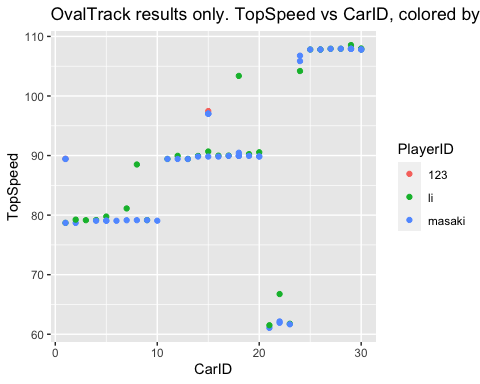 OvalTrack results only. TopSpeed vs CarID, colored by
110
100
90
80
70
60
TopSpeed
0
10
20
30
CarID
PlayerID
123
li
masaki